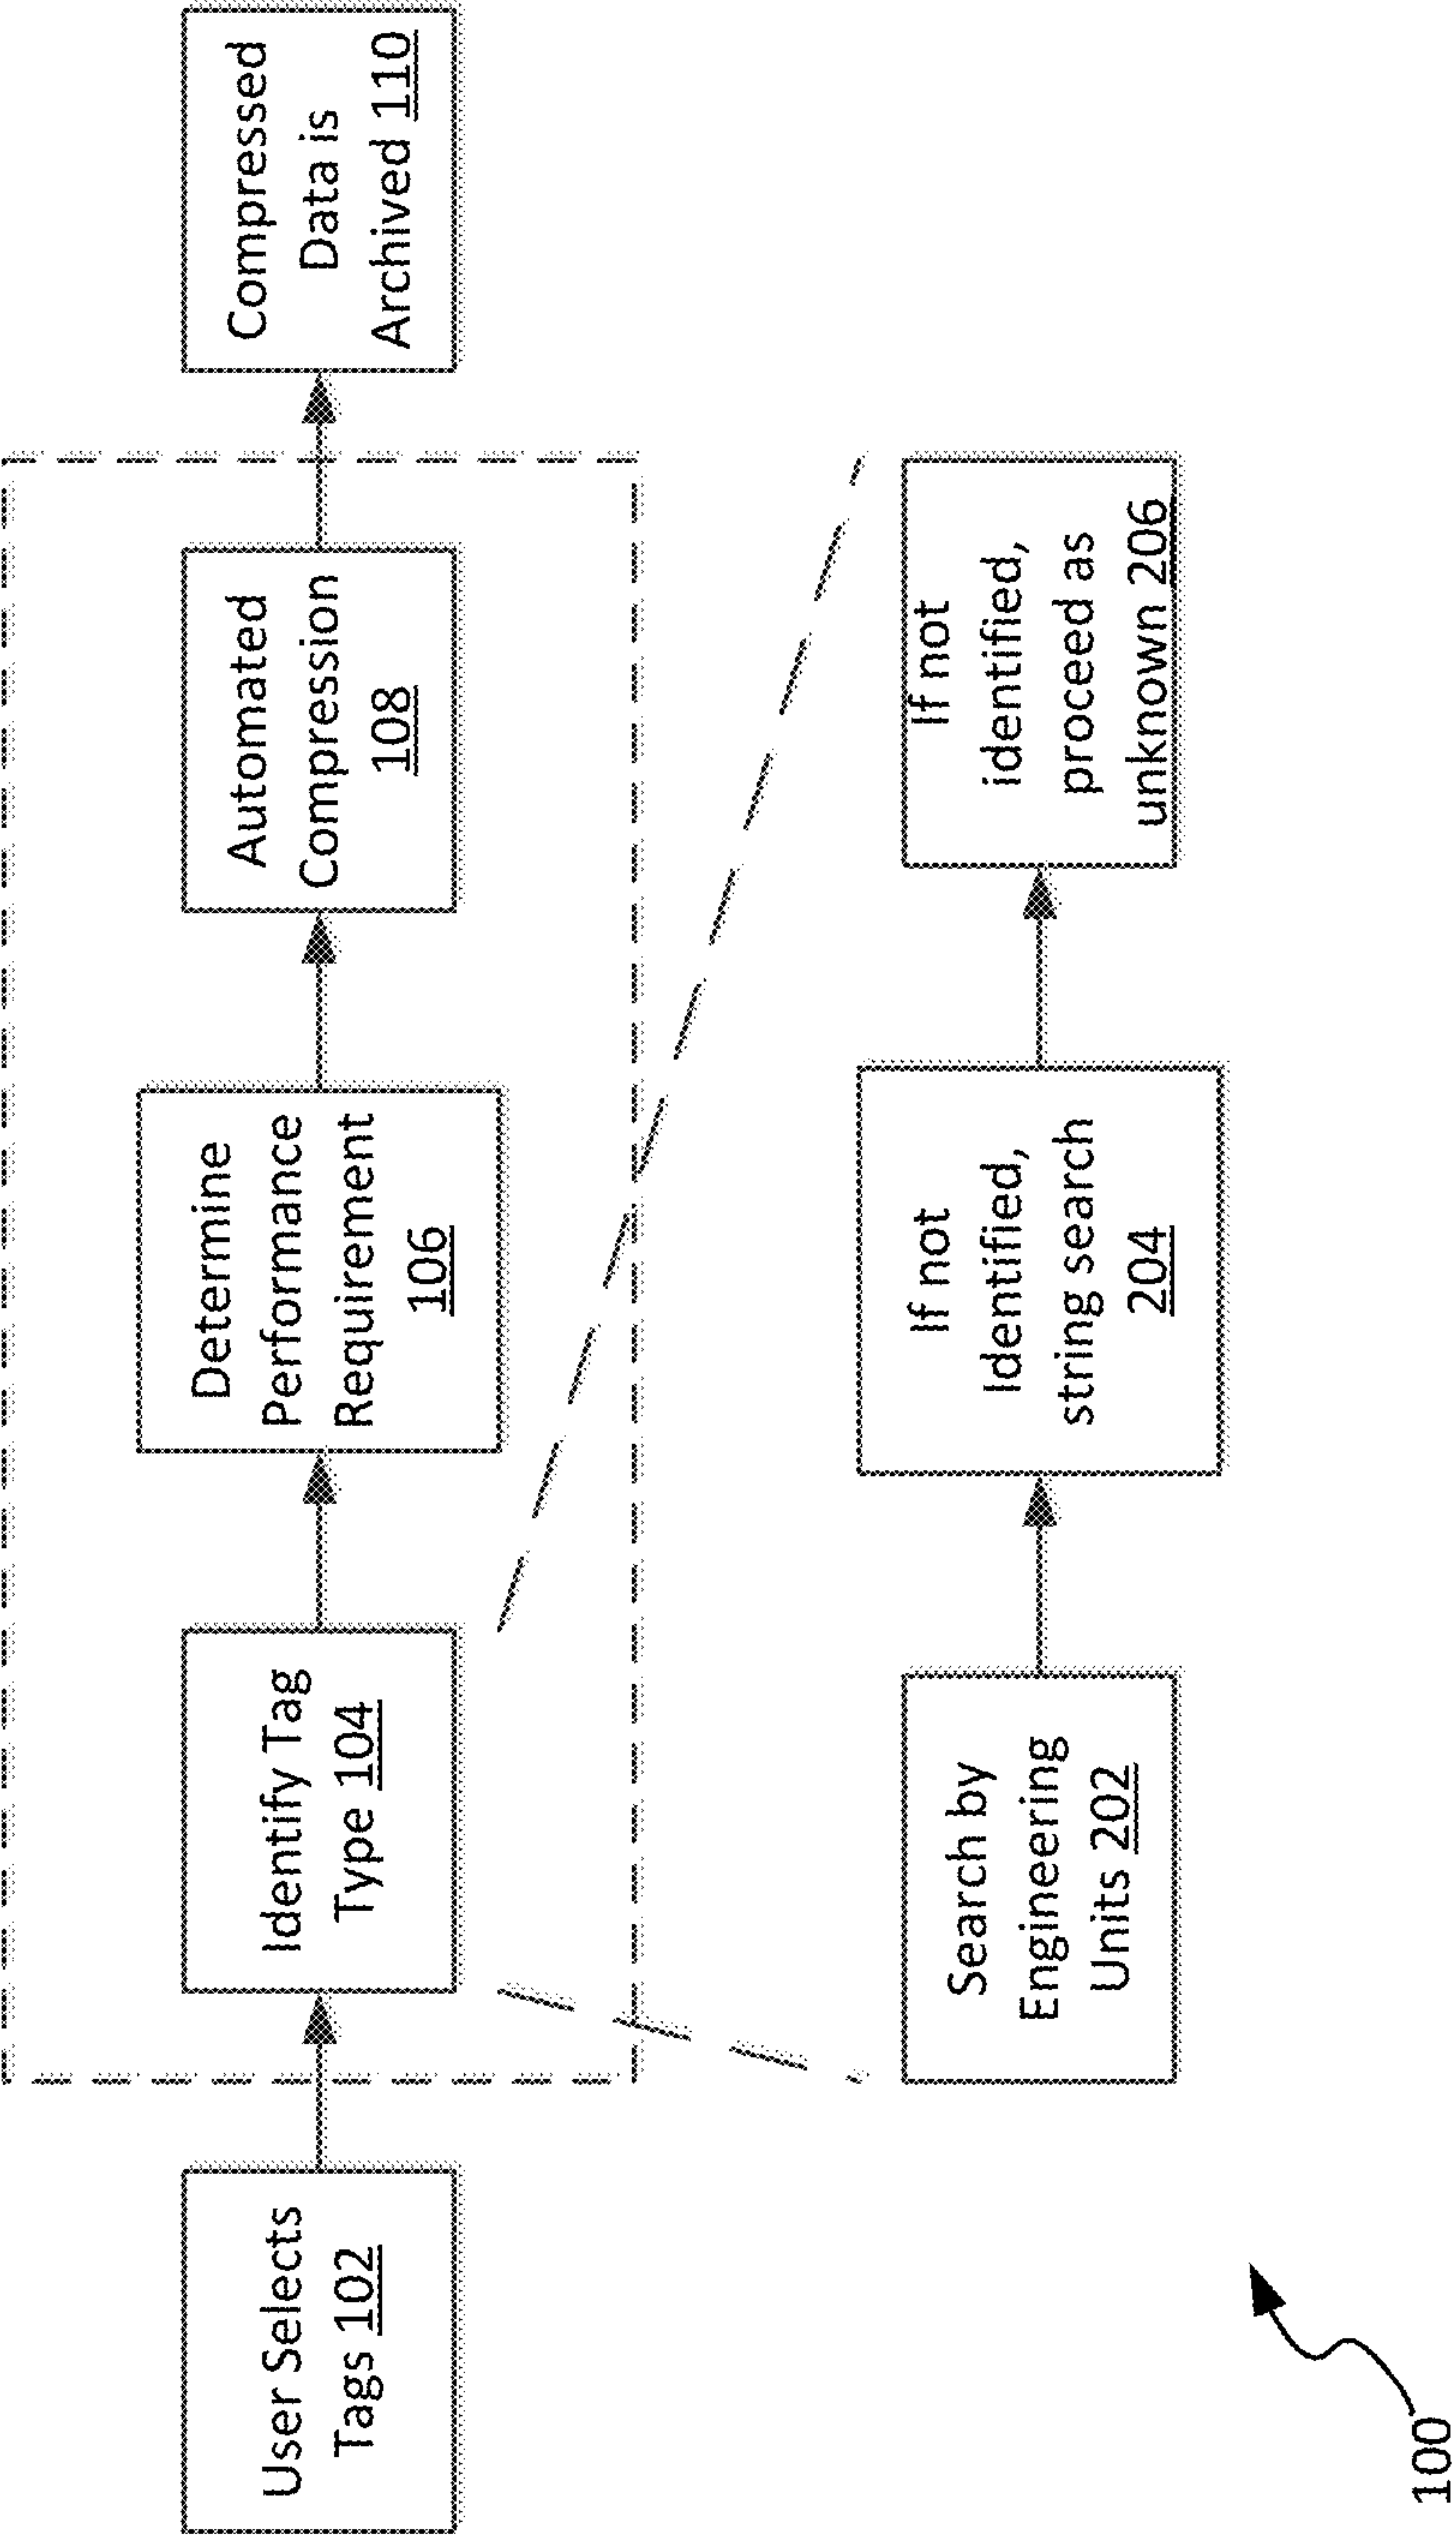 User Selects
Tags 102
Identify Tag
Type 104
Determine
Performance
Requirement
106
Automated
Compression
108
Compressed
Data is
Archived 110
Search by
Engineering
Units 202
If not
Identified,
string search
204
If not
identified,
proceed as
unknown 206
100